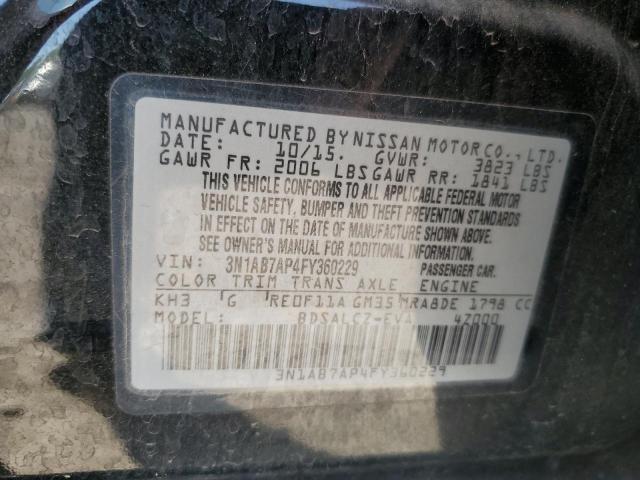 MANUFACTURED BY NISSAN MOTOR CO., LTD.
DATE: 10/15. GVWR: 3823 LBS
GAWR FR: 2006 LBS GAWR RR: 1841 LBS
THIS VEHICLE CONFORMS TO ALL APPLICABLE FEDERAL MOTOR
VEHICLE SAFETY, BUMPER AND THEFT PREVENTION STANDARDS
IN EFFECT ON THE DATE OF MANUFACTURE SHOWN ABOVE.
SEE OWNER'S MANUAL FOR ADDITIONAL INFORMATION.
VIN: 3N1AB7AP4FY360229 PASSENGER CAR.
COLOR TRIM TRANS AXLE ENGINE
KH3 G RE0F11A GM35 MRA8DE 1798 CC
MODEL: BDSALCZ-EV1 4Z000
3N1AB7AP4FY360229